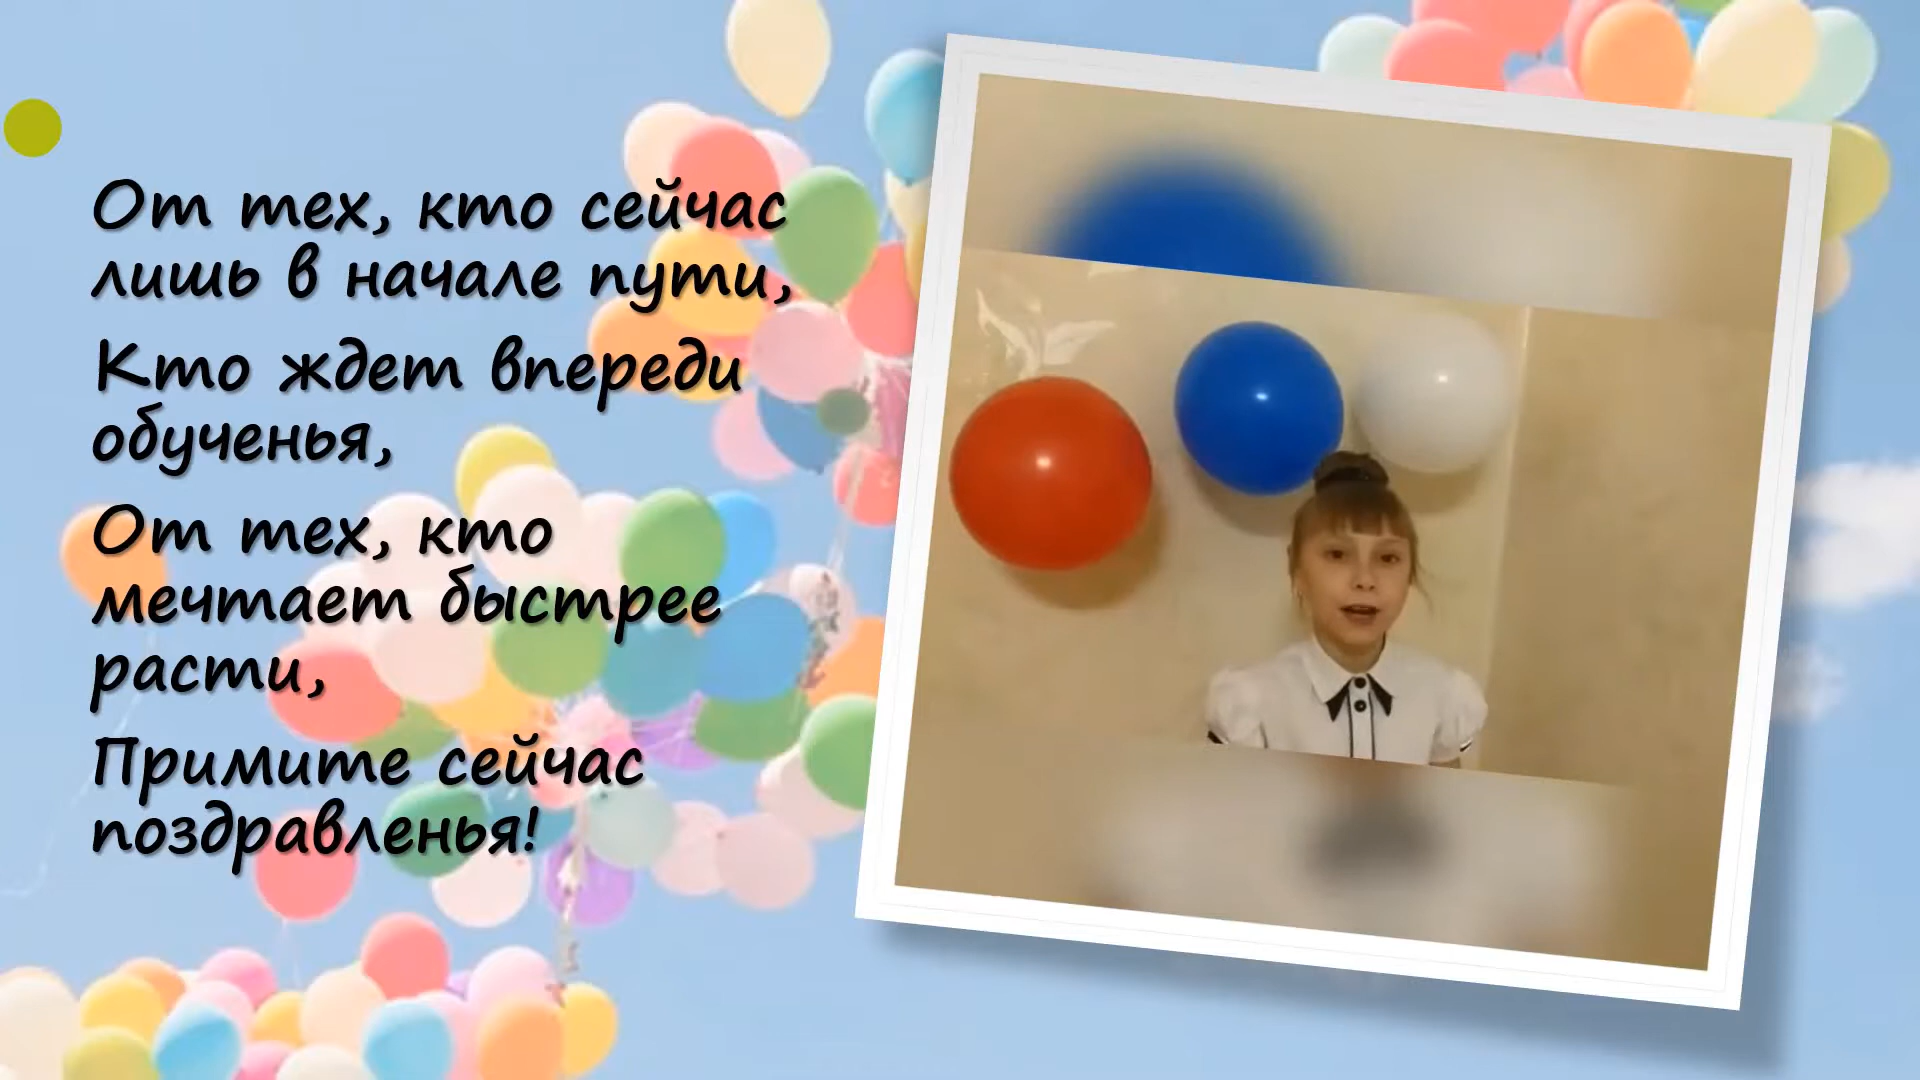 От тех, кто сейчас
лишь в начале пути,
Кто ждет впереди
обученья,
От тех, кто
мечтает быстрее
расти,
Примите сейчас
поздравленья!